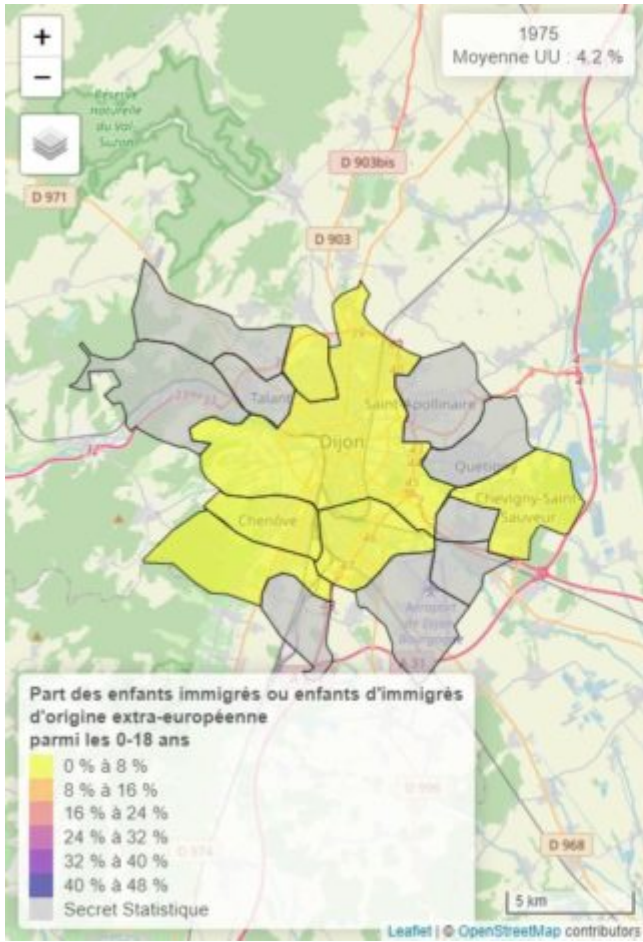 +
−
1975
Moyenne UU : 4.2 %
Réserve
naturelle
du Val
Suzon
D 903bis
D 971
D 903
Talant
Saint-Apollinaire
Dijon
Quetigny
Chevigny-Saint-
Sauveur
Chenôve
Aéroport
de Dijon
Bourgogne
A 31
Part des enfants immigrés ou enfants d'immigrés
d'origine extra-européenne
parmi les 0-18 ans
0 % à 8 %
8 % à 16 %
16 % à 24 %
24 % à 32 %
32 % à 40 %
40 % à 48 %
Secret Statistique
D 996
D 974
D 968
5 km
Leaflet | © OpenStreetMap contributors